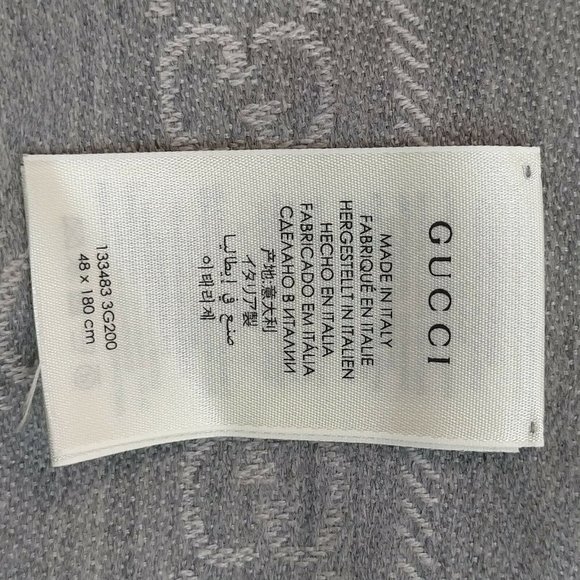 GUCCI
MADE IN ITALY
FABRIQUÉ EN ITALIE
HERGESTELLT IN ITALIEN
HECHO EN ITALIA
FABRICADO EM ITÁLIA
СДЕЛАНО В ИТАЛИИ
产地意大利
イタリア製
صنع في إيطاليا
이태리제
133483 3G200
48 x 180 cm